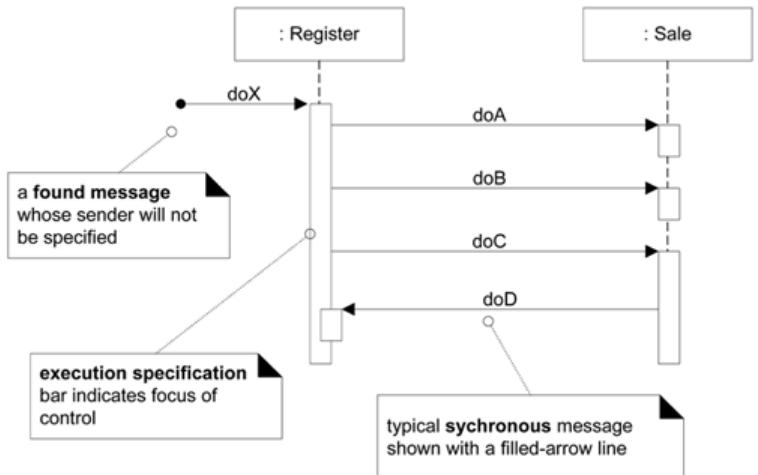 : Register
: Sale
doX
doA
a found message
whose sender will not
be specified
doB
doC
doD
execution specification
bar indicates focus of
control
typical sychronous message
shown with a filled-arrow line